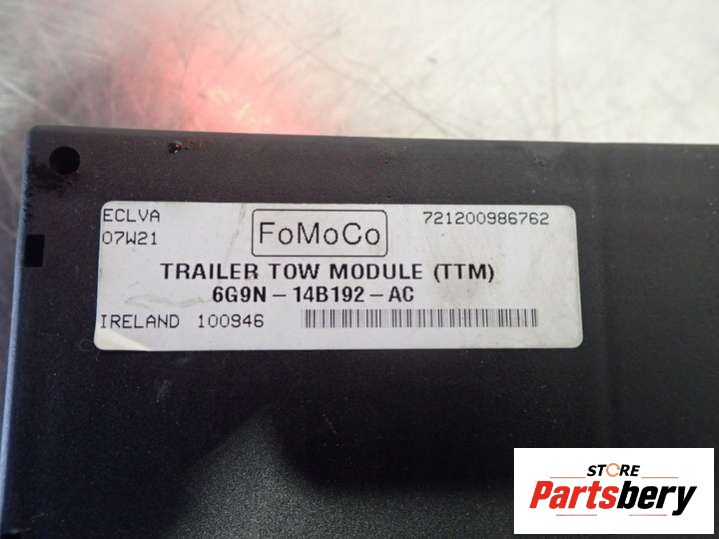 ECLVA
07W21
FoMoCo
721200986762
TRAILER TOW MODULE (TTM)
6G9N-14B192-AC
IRELAND 100946
STORE
Partsbery